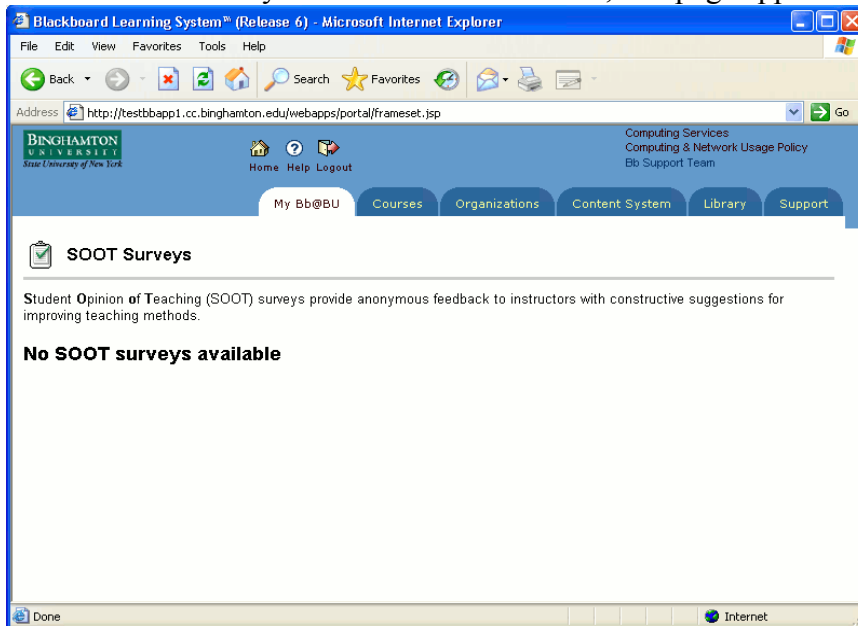 Blackboard Learning System™ (Release 6) - Microsoft Internet Explorer
File Edit View Favorites Tools Help
Back Search Favorites
Address http://testbbapp1.cc.binghamton.edu/webapps/portal/frameset.jsp Go
BINGHAMTON
UNIVERSITY
State University of New York
Home Help Logout
Computing Services
Computing & Network Usage Policy
Bb Support Team
My Bb@BU Courses Organizations Content System Library Support
SOOT Surveys
Student Opinion of Teaching (SOOT) surveys provide anonymous feedback to instructors with constructive suggestions for
improving teaching methods.
No SOOT surveys available
Done Internet